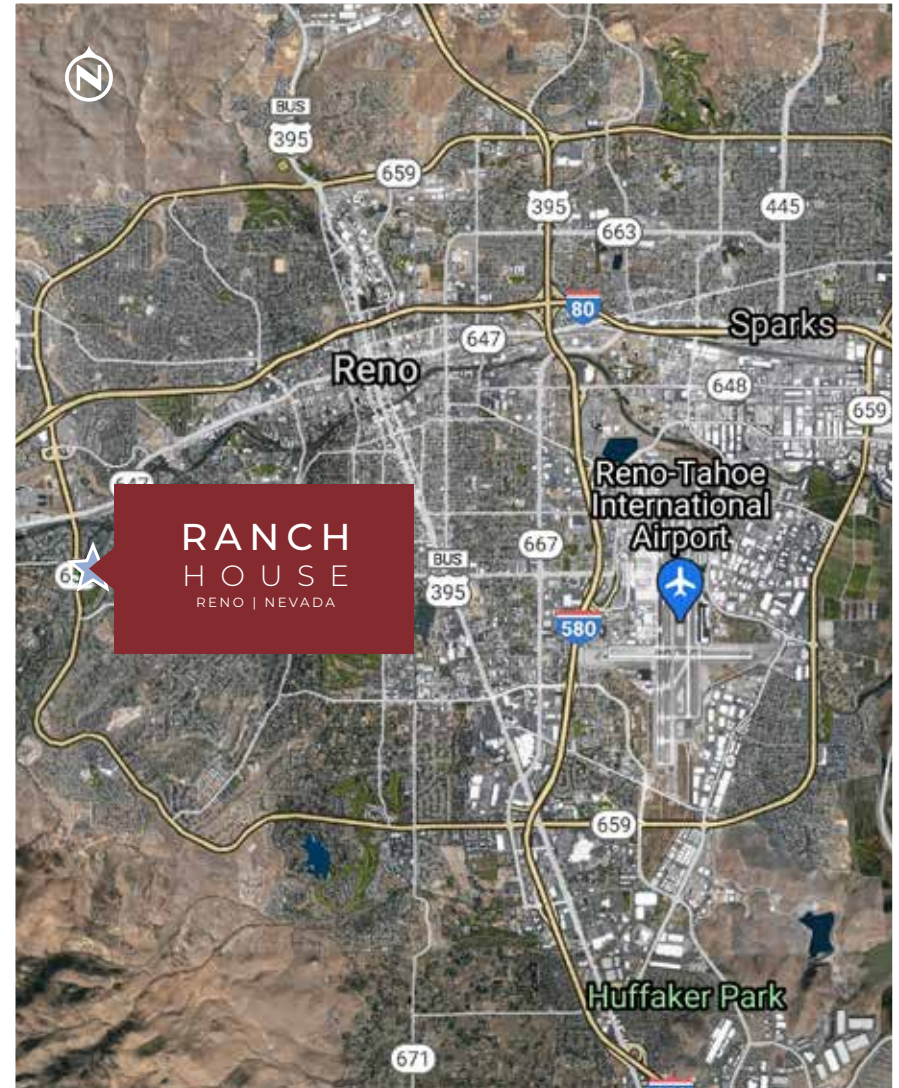 N
BUS
395
659
395
445
663
80
Sparks
647
Reno
648
659
Reno-Tahoe
International
Airport
RANCH
HOUSE
RENO | NEVADA
667
BUS
395
580
659
Huffaker Park
671